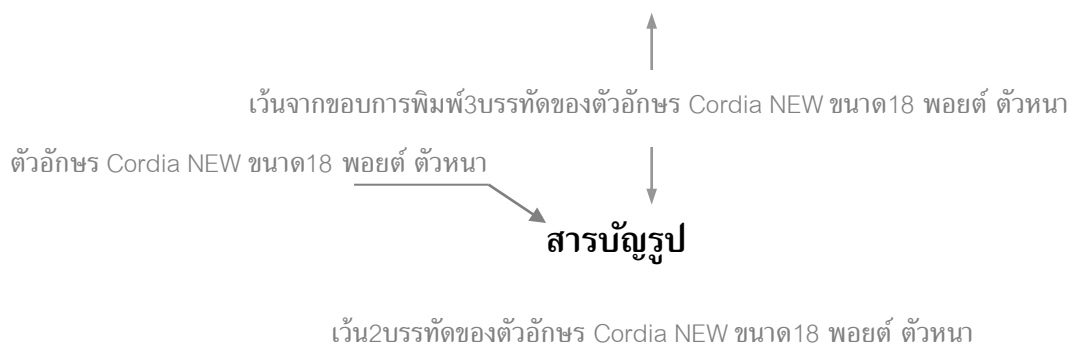 เว้นจากขอบการพิมพ์3บรรทัดของตัวอักษร Cordia NEW ขนาด18 พอยต์ ตัวหนา
ตัวอักษร Cordia NEW ขนาด18 พอยต์ ตัวหนา
สารบัญรูป
เว้น2บรรทัดของตัวอักษร Cordia NEW ขนาด18 พอยต์ ตัวหนา